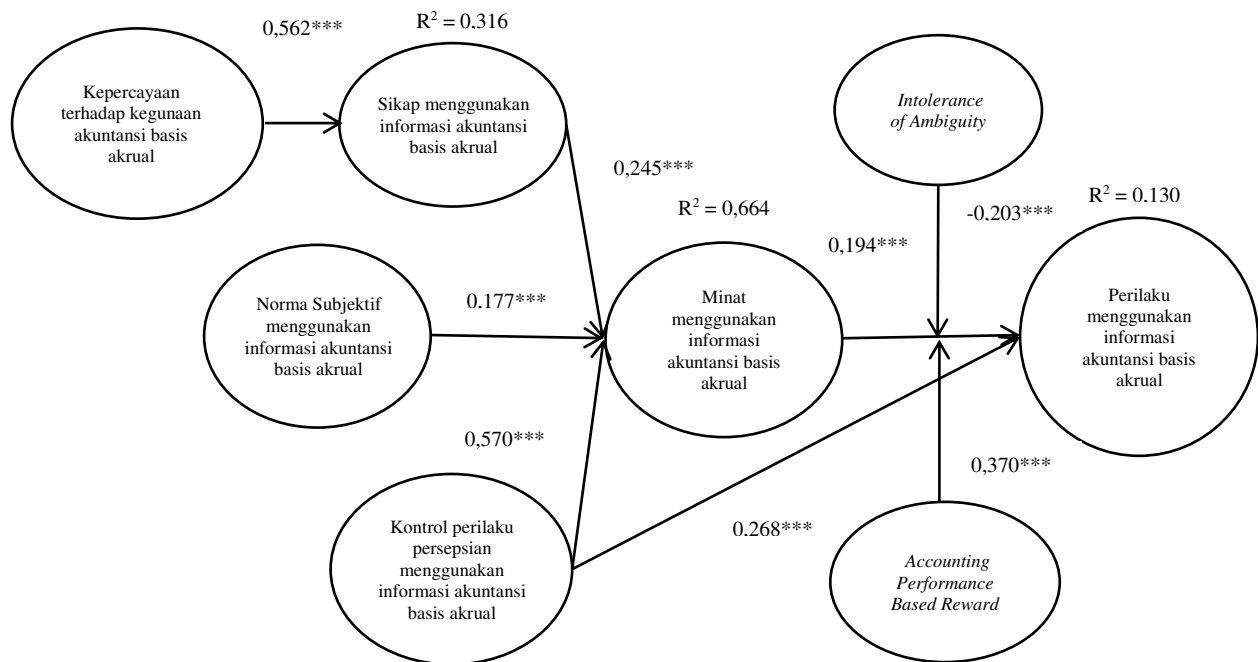 0,562***
R² = 0,316
Kepercayaan
terhadap kegunaan
akuntansi basis
akrual
Sikap menggunakan
informasi akuntansi
basis akrual
Intolerance
of Ambiguity
0,245***
R² = 0,664
0,194***
-0.203***
R² = 0.130
Norma Subjektif
menggunakan
informasi akuntansi
basis akrual
0.177***
Minat
menggunakan
informasi
akuntansi basis
akrual
Perilaku
menggunakan
informasi
akuntansi basis
akrual
0,570***
0,370***
Kontrol perilaku
persepsian
menggunakan
informasi akuntansi
basis akrual
0.268***
Accounting
Performance
Based Reward